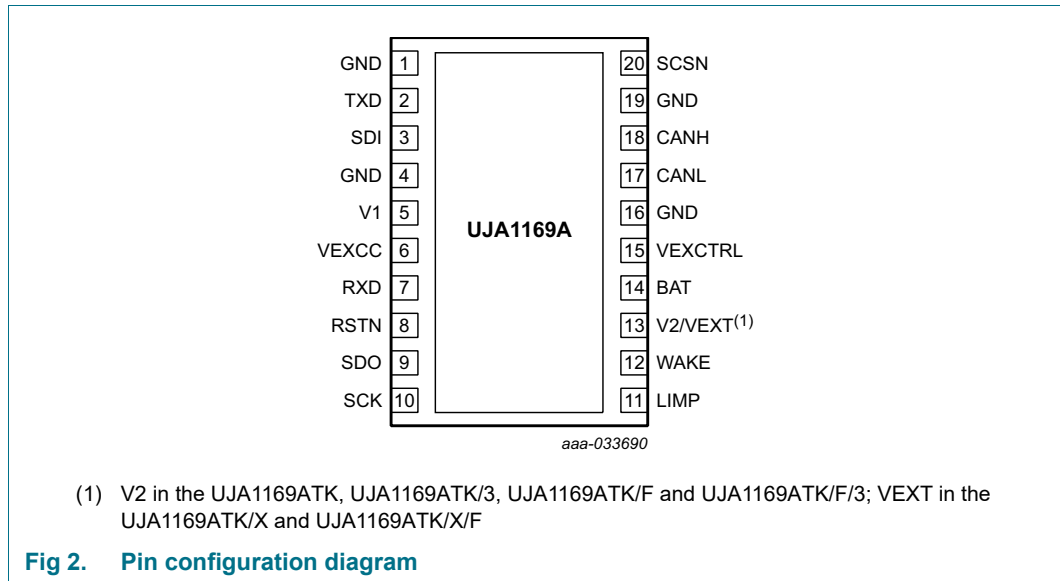 GND 1
TXD 2
SDI 3
GND 4
V1 5
VEXCC 6
RXD 7
RSTN 8
SDO 9
SCK 10
UJA1169A
20 SCSN
19 GND
18 CANH
17 CANL
16 GND
15 VEXCTRL
14 BAT
13 V2/VEXT(1)
12 WAKE
11 LIMP
aaa-033690
(1) V2 in the UJA1169ATK, UJA1169ATK/3, UJA1169ATK/F and UJA1169ATK/F/3; VEXT in the
UJA1169ATK/X and UJA1169ATK/X/F
Fig 2. Pin configuration diagram